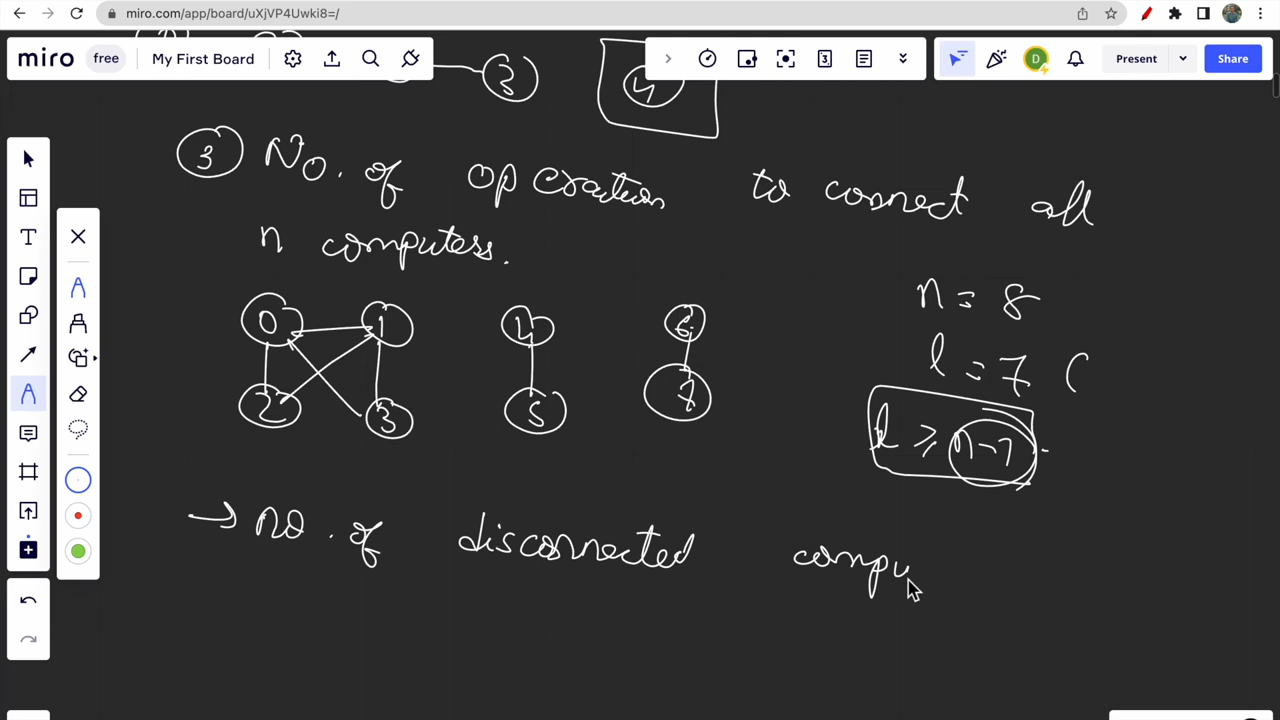 miro.com/app/board/uXjVP4Uwki8=/
miro free My First Board
3
Present Share
D
3
4
3 No. of operation to connect all
n computers.
0 1 4 6
2 3 5 7
n = 8
l = 7 (
l ≥ n-1
→ no. of disconnected compu